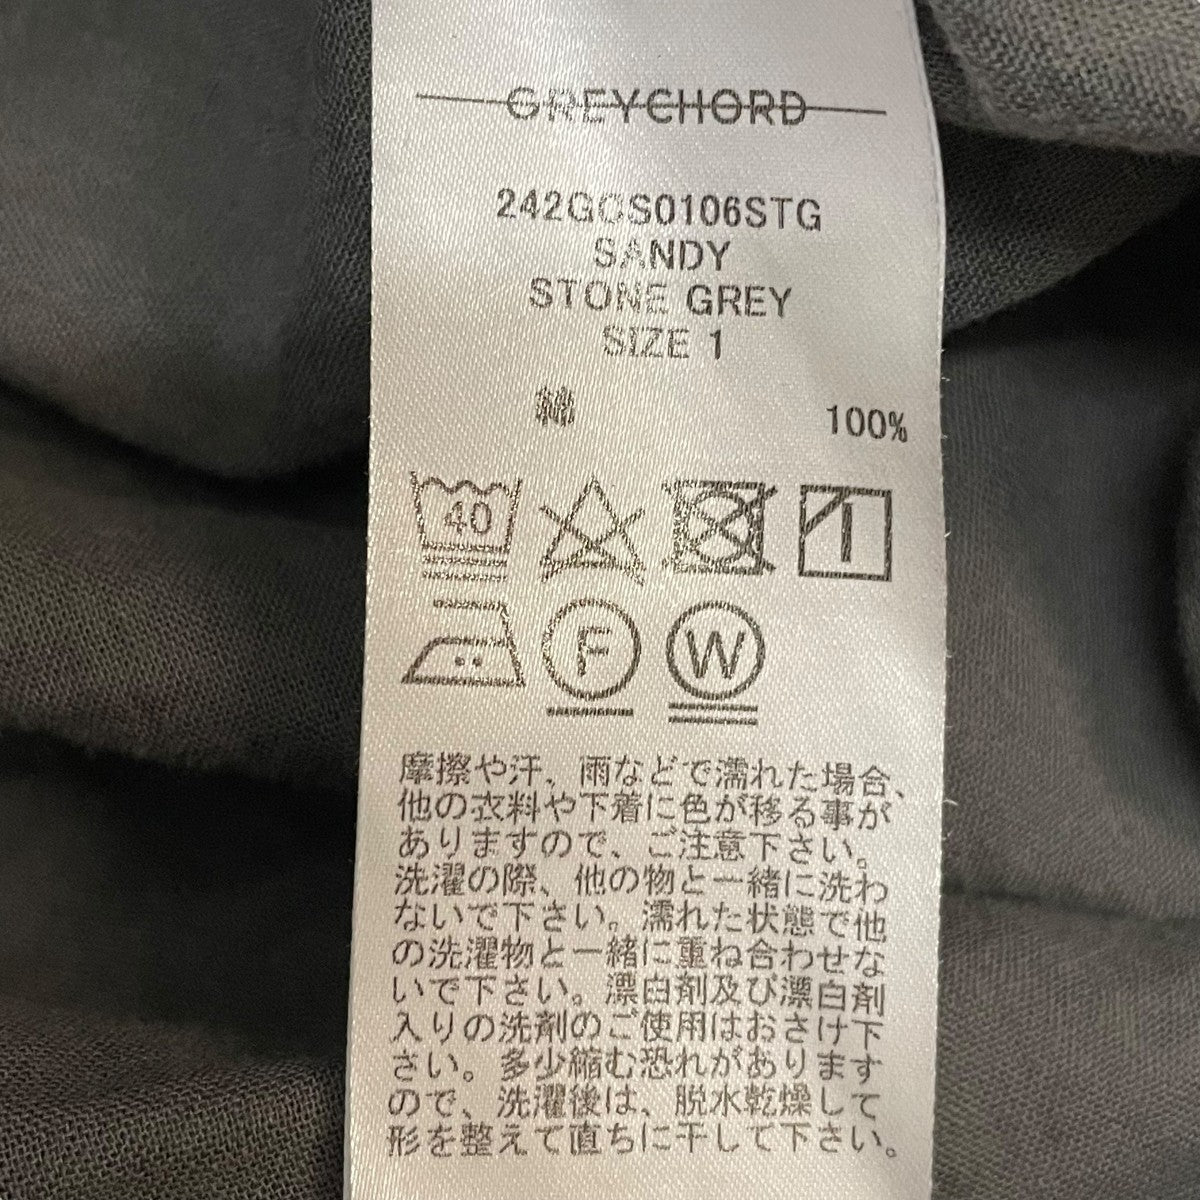 GREYCHORD
242GCS0106STG
SANDY
STONE GREY
SIZE 1
綿 100%
40
F W
摩擦や汗、雨などで濡れた場合、
他の衣料や下着に色が移る事が
ありますので、ご注意下さい。
洗濯の際、他の物と一緒に洗わ
ないで下さい。濡れた状態で他
の洗濯物と一緒に重ね合わせな
いで下さい。漂白剤及び漂白剤
入りの洗剤のご使用はおさけ下
さい。多少縮む恐れがあります
ので、洗濯後は、脱水乾燥して
形を整えて直ちに干して下さい。